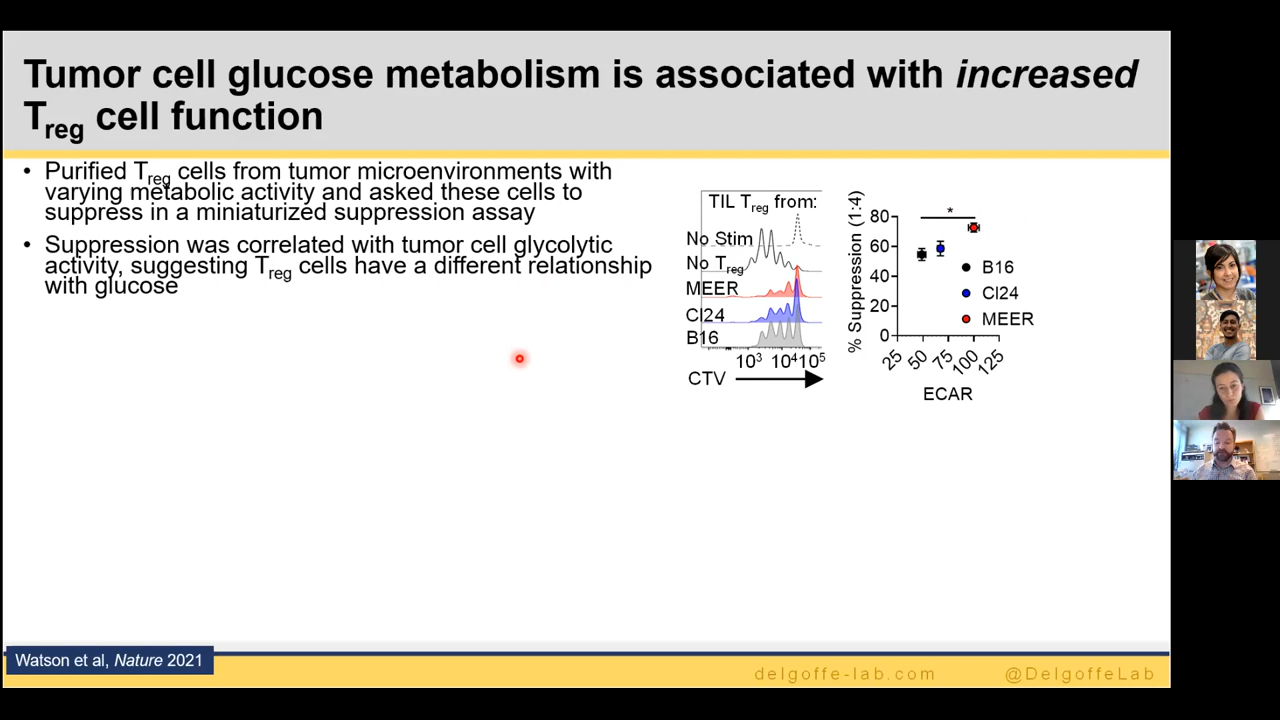 Tumor cell glucose metabolism is associated with increased
Treg cell function
• Purified Treg cells from tumor microenvironments with
varying metabolic activity and asked these cells to
suppress in a miniaturized suppression assay
• Suppression was correlated with tumor cell glycolytic
activity, suggesting Treg cells have a different relationship
with glucose
TIL Treg from:
No Stim
No Treg
MEER
Cl24
B16
10³ 10⁴ 10⁵
CTV
% Suppression (1:4)
80
60
40
20
0
*
B16
Cl24
MEER
25 50 75 100 125
ECAR
Watson et al, Nature 2021
delgoffe-lab.com
@DelgoffeLab